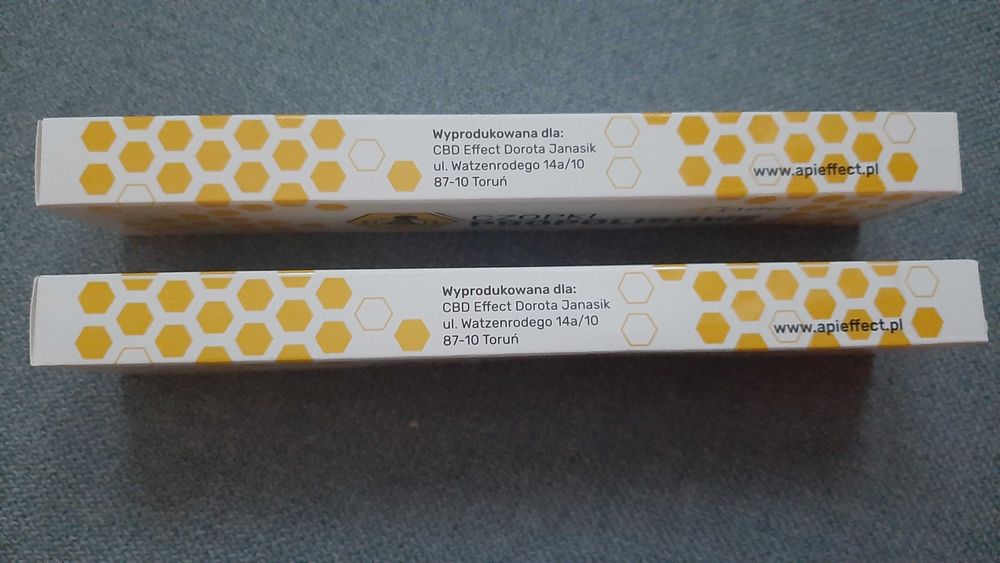 Wyprodukowana dla:
CBD Effect Dorota Janasik
ul. Watzenrodego 14a/10
87-10 Toruń
www.apieffect.pl
CZOPKI
Wyprodukowana dla:
CBD Effect Dorota Janasik
ul. Watzenrodego 14a/10
87-10 Toruń
www.apieffect.pl